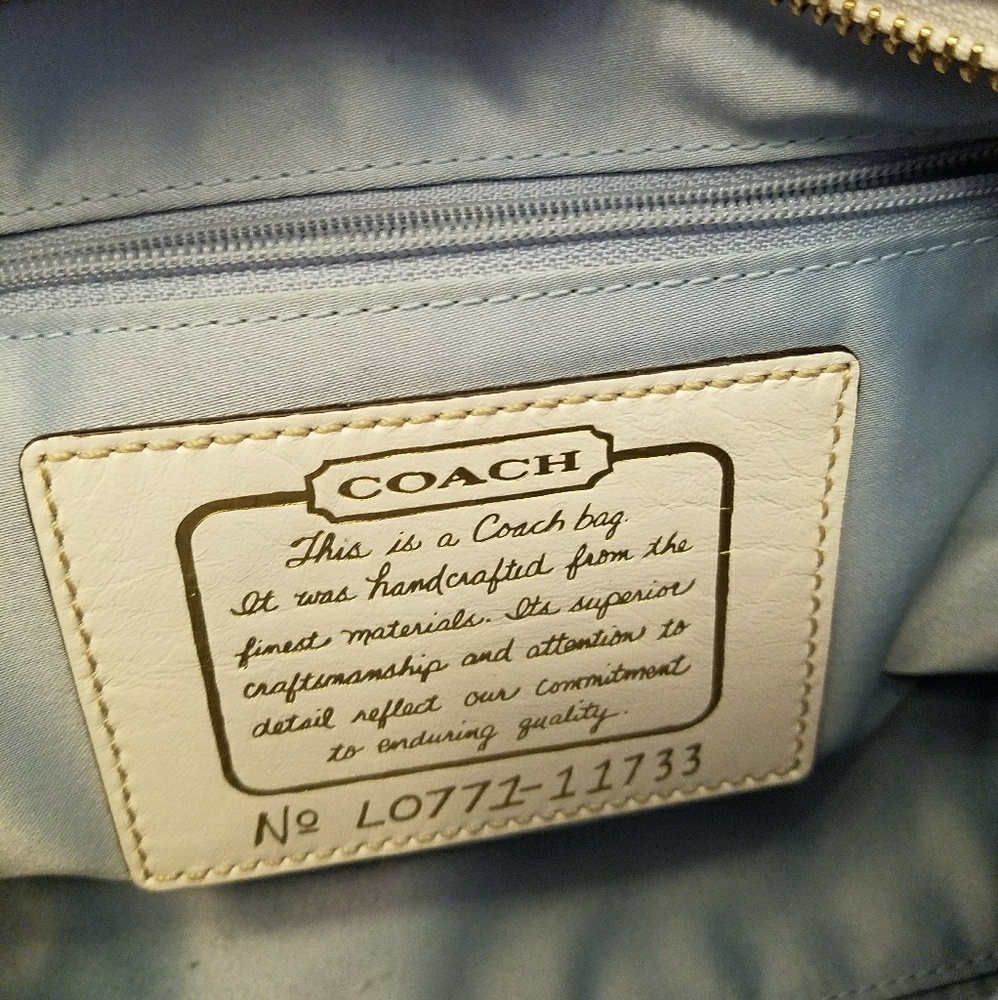 COACH
This is a Coach bag.
It was handcrafted from the
finest materials. Its superior
craftsmanship and attention to
detail reflect our commitment
to enduring quality.
Nº L0771-11733